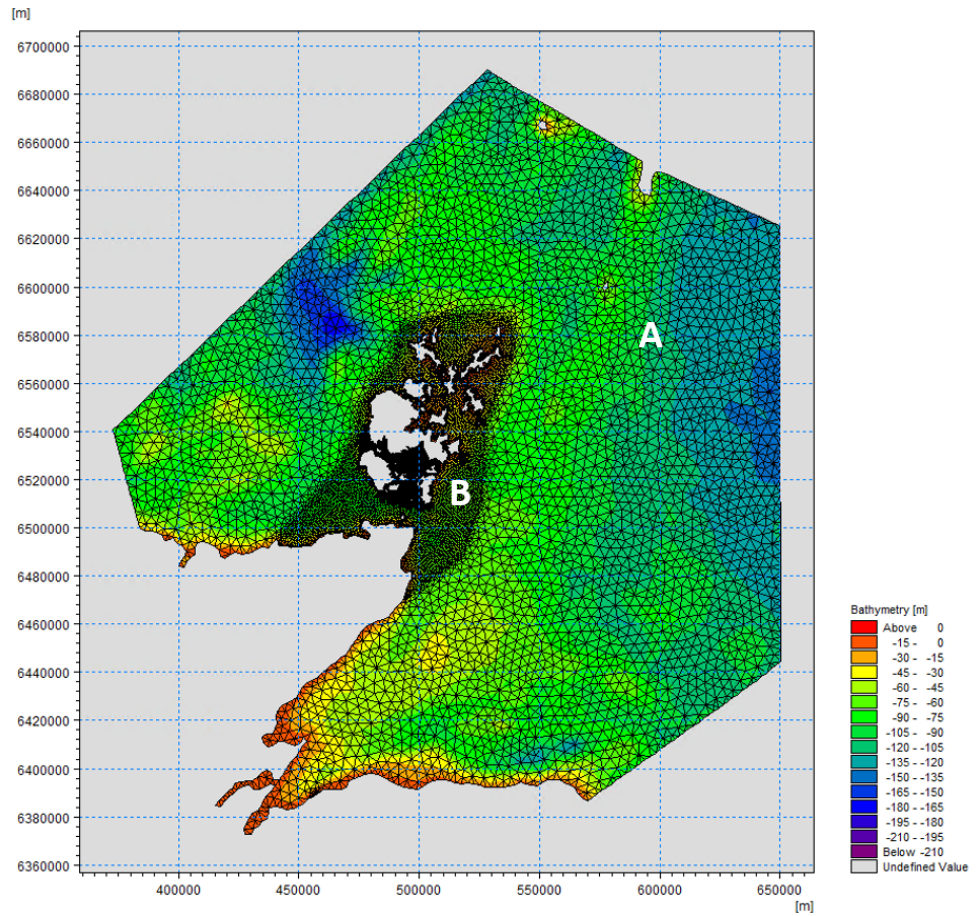 [m]
6700000
6680000
6660000
6640000
6620000
6600000
6580000
6560000
6540000
6520000
6500000
6480000
6460000
6440000
6420000
6400000
6380000
6360000
A
B
400000 450000 500000 550000 600000 650000
[m]
Bathymetry [m]
Above 0
-15 - 0
-30 - -15
-45 - -30
-60 - -45
-75 - -60
-90 - -75
-105 - -90
-120 - -105
-135 - -120
-150 - -135
-165 - -150
-180 - -165
-195 - -180
-210 - -195
Below -210
Undefined Value